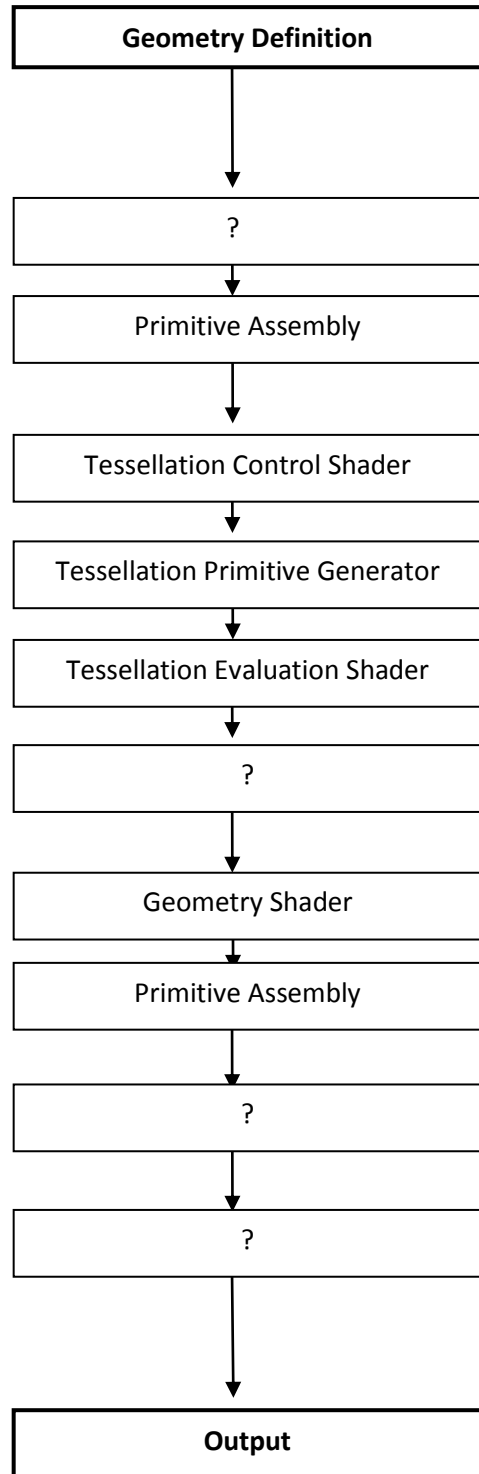 Geometry Definition
?
Primitive Assembly
Tessellation Control Shader
Tessellation Primitive Generator
Tessellation Evaluation Shader
?
Geometry Shader
Primitive Assembly
?
?
Output